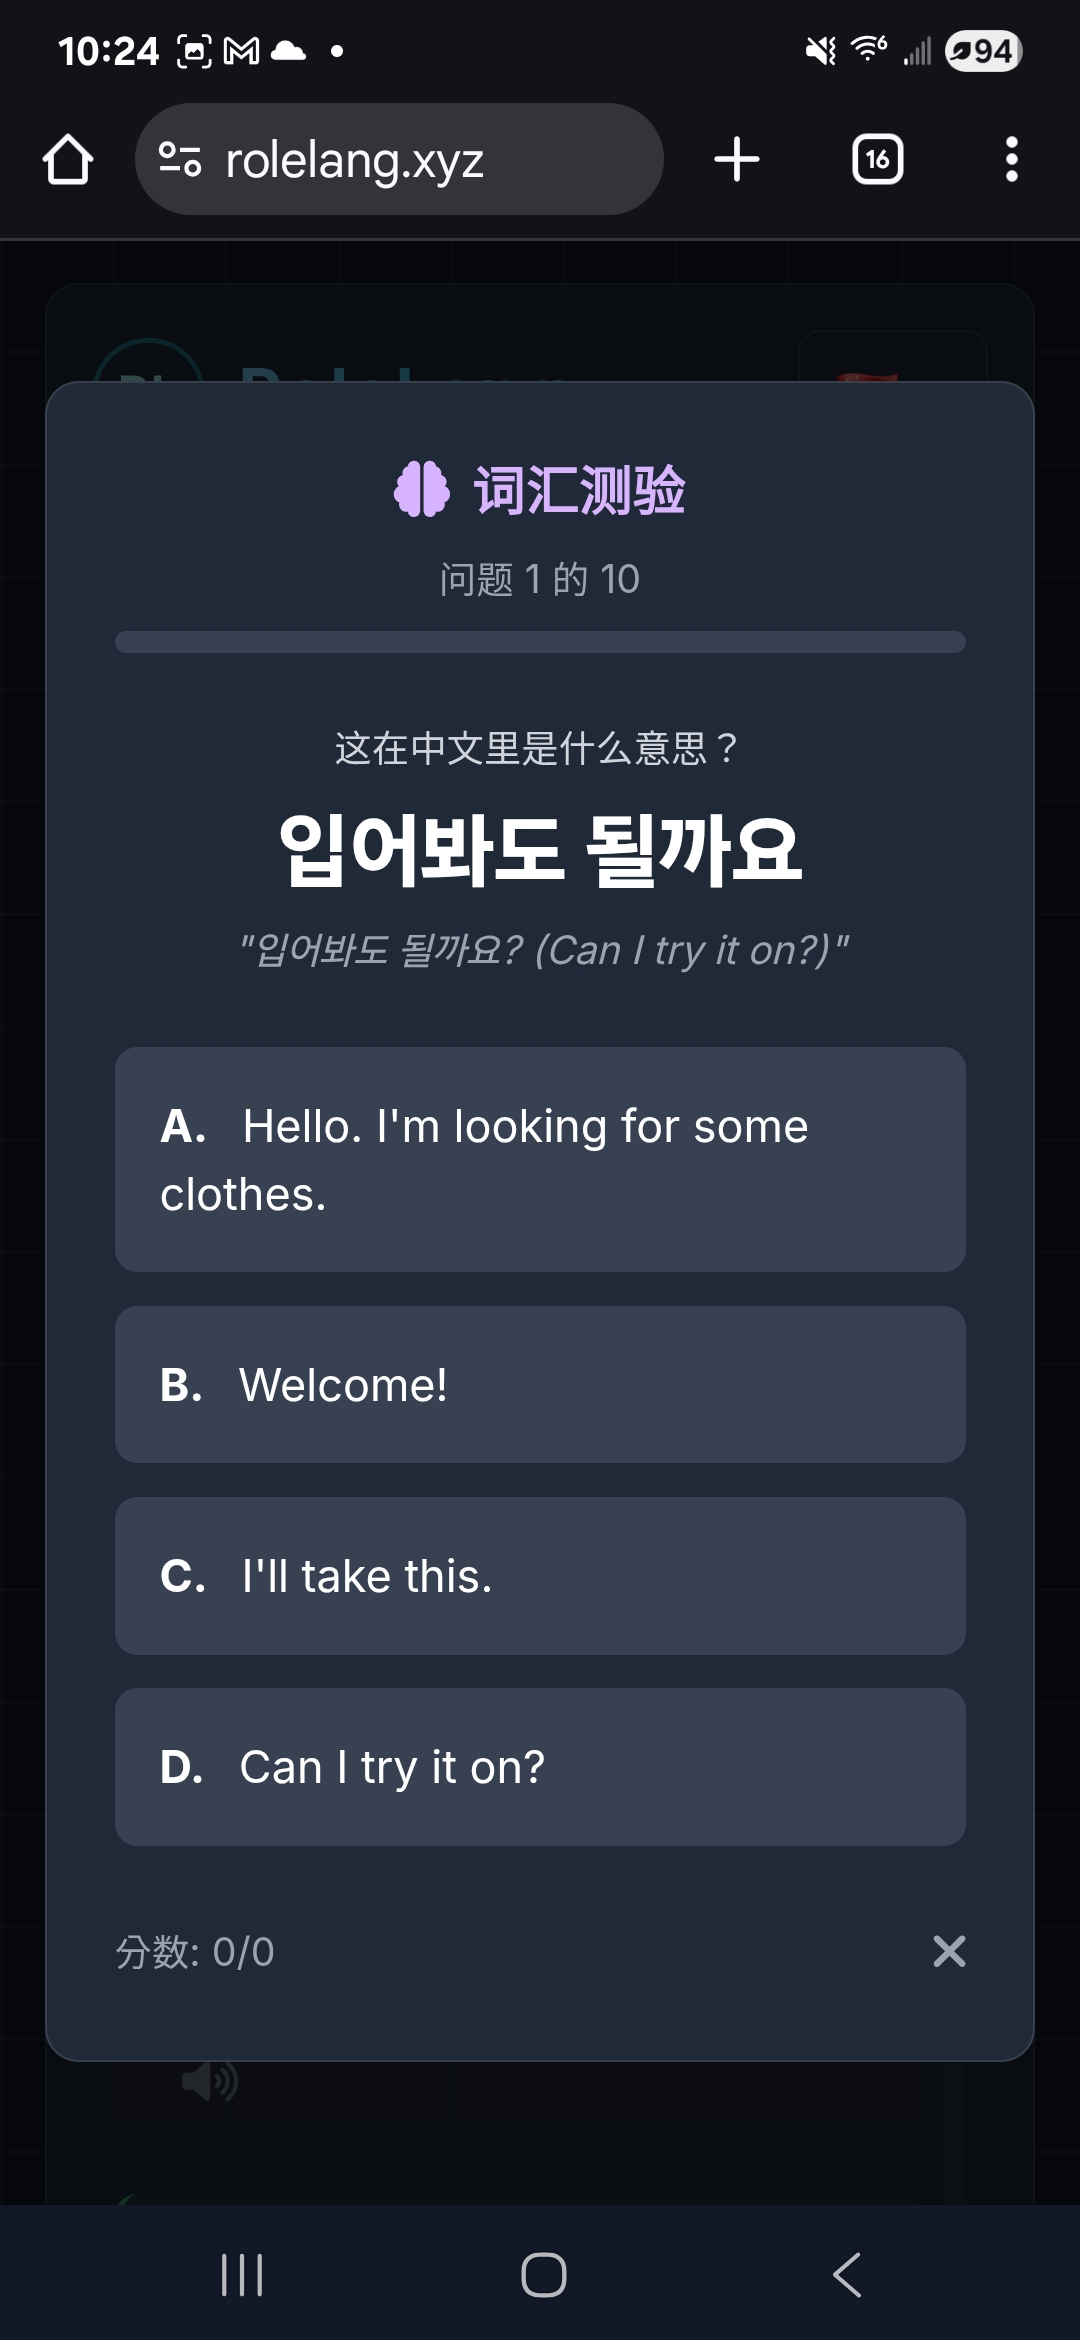 10:24
6
94
rolelang.xyz
16
词汇测验
问题 1 的 10
这在中文里是什么意思？
입어봐도 될까요
"입어봐도 될까요? (Can I try it on?)"
A. Hello. I'm looking for some
clothes.
B. Welcome!
C. I'll take this.
D. Can I try it on?
分数: 0/0